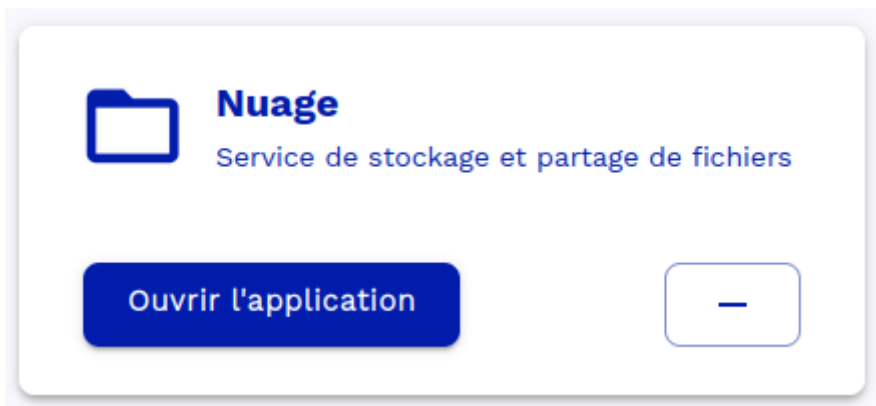 Nuage
Service de stockage et partage de fichiers
Ouvrir l'application